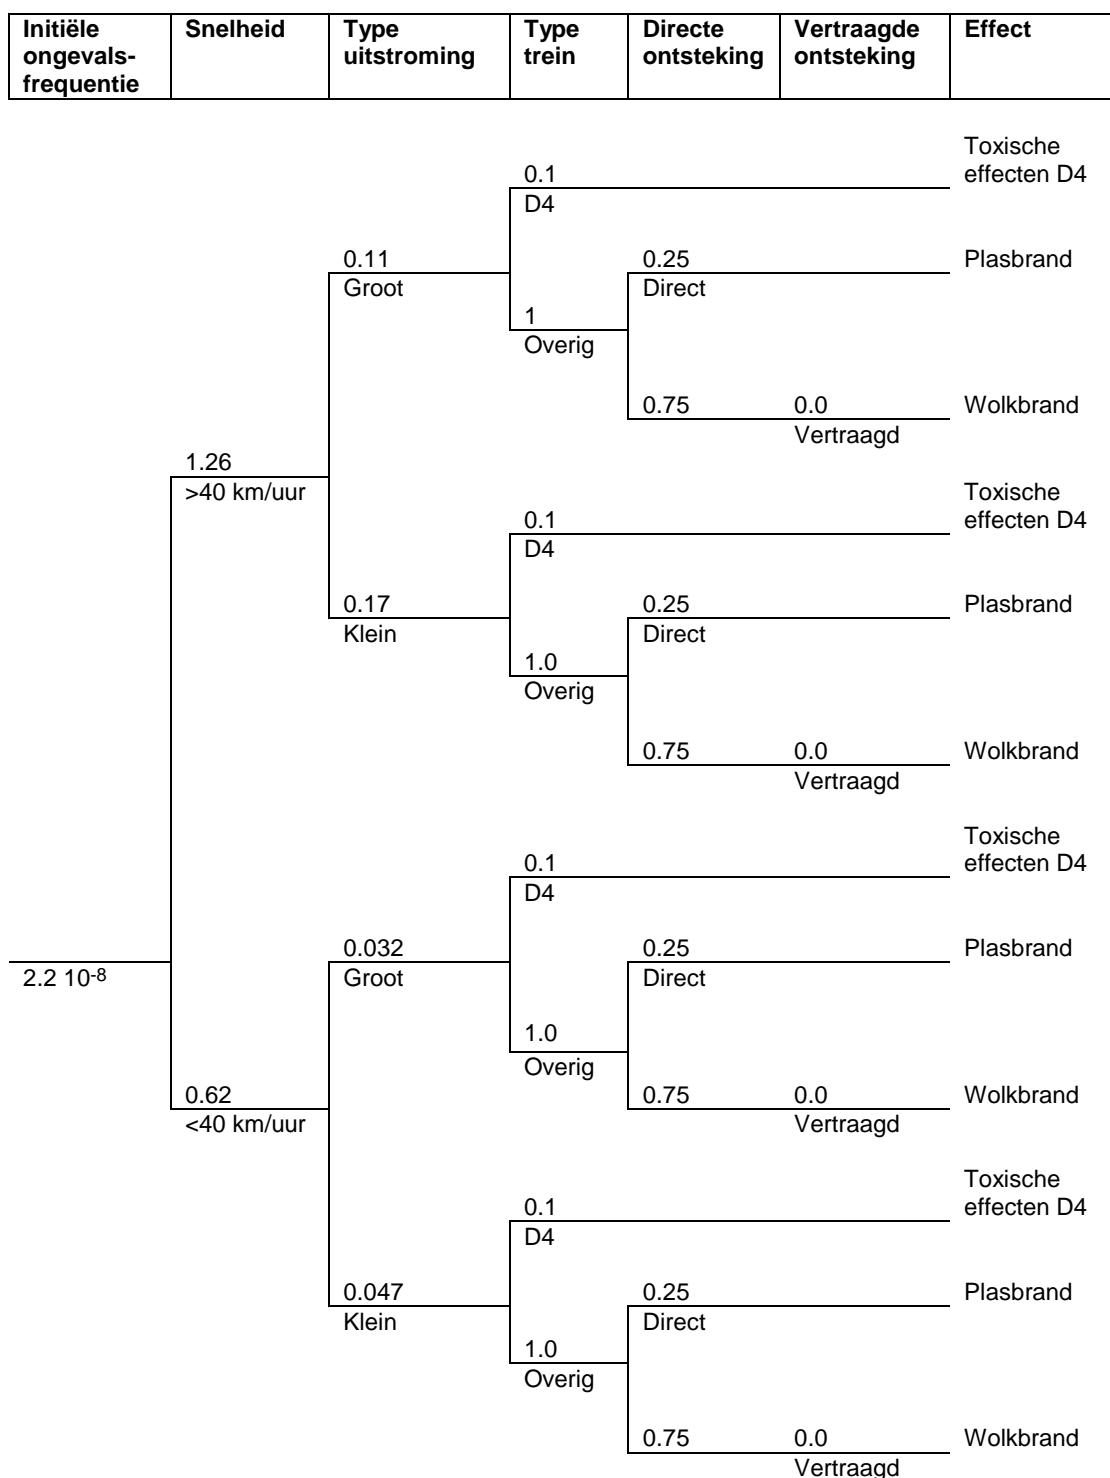 Initiële ongevals-frequentie
Snelheid
Type uitstroming
Type trein
Directe ontsteking
Vertraagde ontsteking
Effect
Toxische
0.1 effecten D4
D4
0.11 0.25 Plasbrand
Groot Direct
1
Overig
0.75 0.0 Wolkbrand
Vertraagd
1.26
>40 km/uur Toxische
0.1 effecten D4
D4
0.17 0.25 Plasbrand
Klein Direct
1.0
Overig
0.75 0.0 Wolkbrand
Vertraagd
Toxische
0.1 effecten D4
D4
0.032 0.25 Plasbrand
2.2 10-8 Groot Direct
1.0
Overig
0.62 0.75 0.0 Wolkbrand
<40 km/uur Vertraagd
Toxische
0.1 effecten D4
D4
0.047 0.25 Plasbrand
Klein Direct
1.0
Overig
0.75 0.0 Wolkbrand
Vertraagd